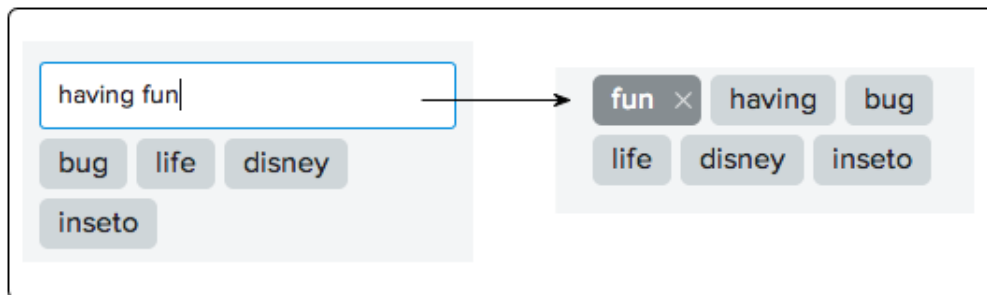 having fun
bug life disney
inseto
fun × having bug
life disney inseto